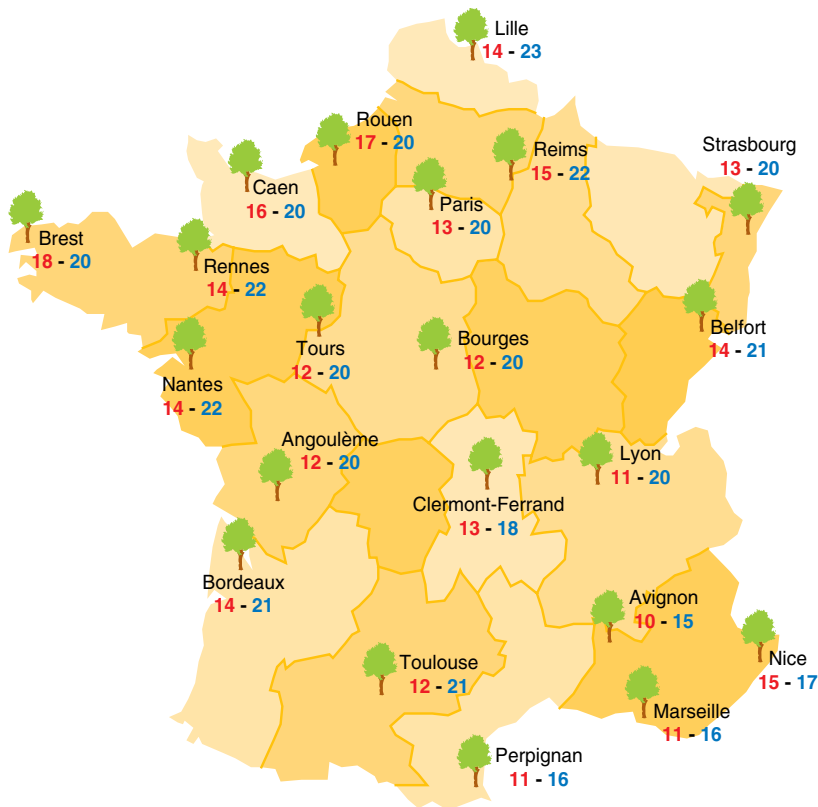 Lille
14 - 23
Rouen
17 - 20
Reims
15 - 22
Strasbourg
13 - 20
Caen
16 - 20
Paris
13 - 20
Brest
18 - 20
Rennes
14 - 22
Tours
12 - 20
Bourges
12 - 20
Belfort
14 - 21
Nantes
14 - 22
Angoulème
12 - 20
Lyon
11 - 20
Clermont-Ferrand
13 - 18
Bordeaux
14 - 21
Avignon
10 - 15
Toulouse
12 - 21
Nice
15 - 17
Marseille
11 - 16
Perpignan
11 - 16